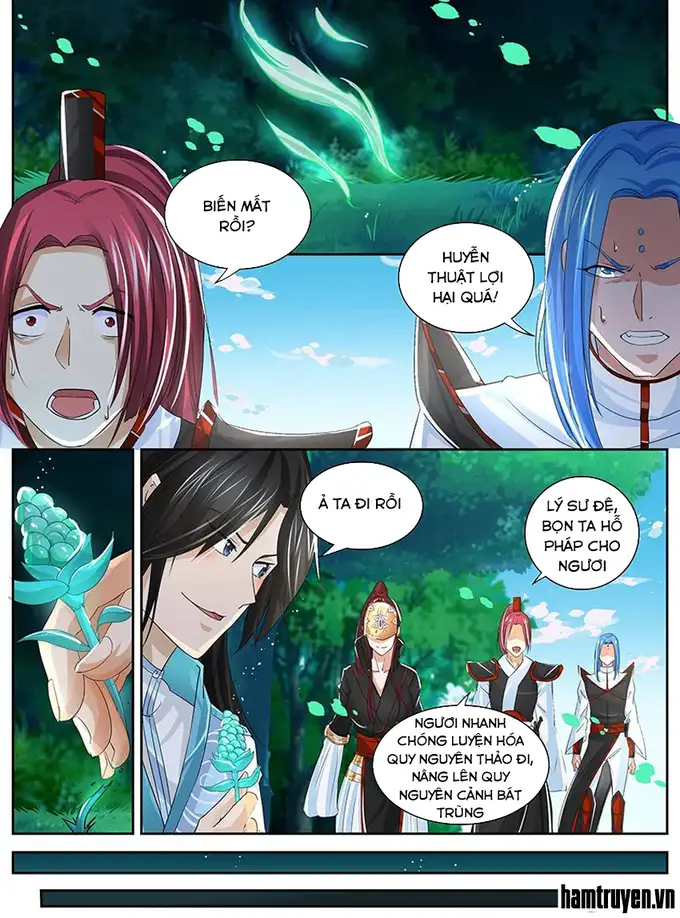 BIẾN MẤT
RỒI?
HUYỄN
THUẬT LỢI
HẠI QUÁ!
Ả TA ĐI RỒI
LÝ SƯ ĐỆ,
BỌN TA HỖ
PHÁP CHO
NGƯƠI
NGƯƠI NHANH
CHÓNG LUYỆN HÓA
QUY NGUYÊN THẢO ĐI,
NÂNG LÊN QUY
NGUYÊN CẢNH BÁT
TRÙNG
hamtruyen.vn